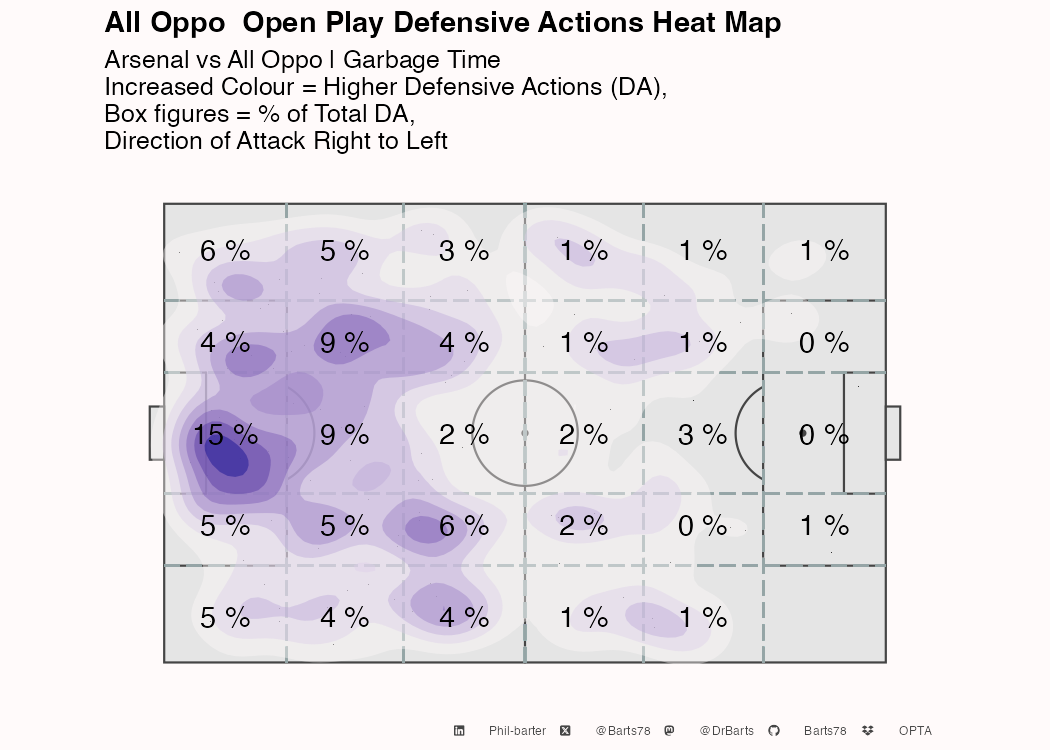 All Oppo  Open Play Defensive Actions Heat Map
Arsenal vs All Oppo | Garbage Time
Increased Colour = Higher Defensive Actions (DA),
Box figures = % of Total DA,
Direction of Attack Right to Left
6 % 5 % 3 % 1 % 1 % 1 %
4 % 9 % 4 % 1 % 1 % 0 %
15 % 9 % 2 % 2 % 3 % 0 %
5 % 5 % 6 % 2 % 0 % 1 %
5 % 4 % 4 % 1 % 1 %
Phil-barter @Barts78 @DrBarts Barts78 OPTA